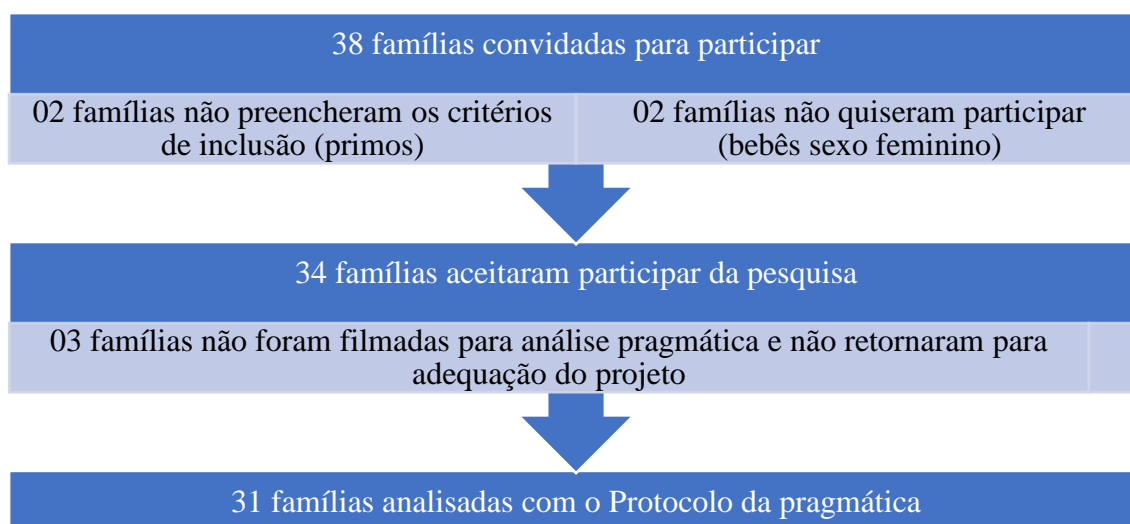 38 famílias convidadas para participar
02 famílias não preencheram os critérios
de inclusão (primos)
02 famílias não quiseram participar
(bebês sexo feminino)
34 famílias aceitaram participar da pesquisa
03 famílias não foram filmadas para análise pragmática e não retornaram para
adequação do projeto
31 famílias analisadas com o Protocolo da pragmática